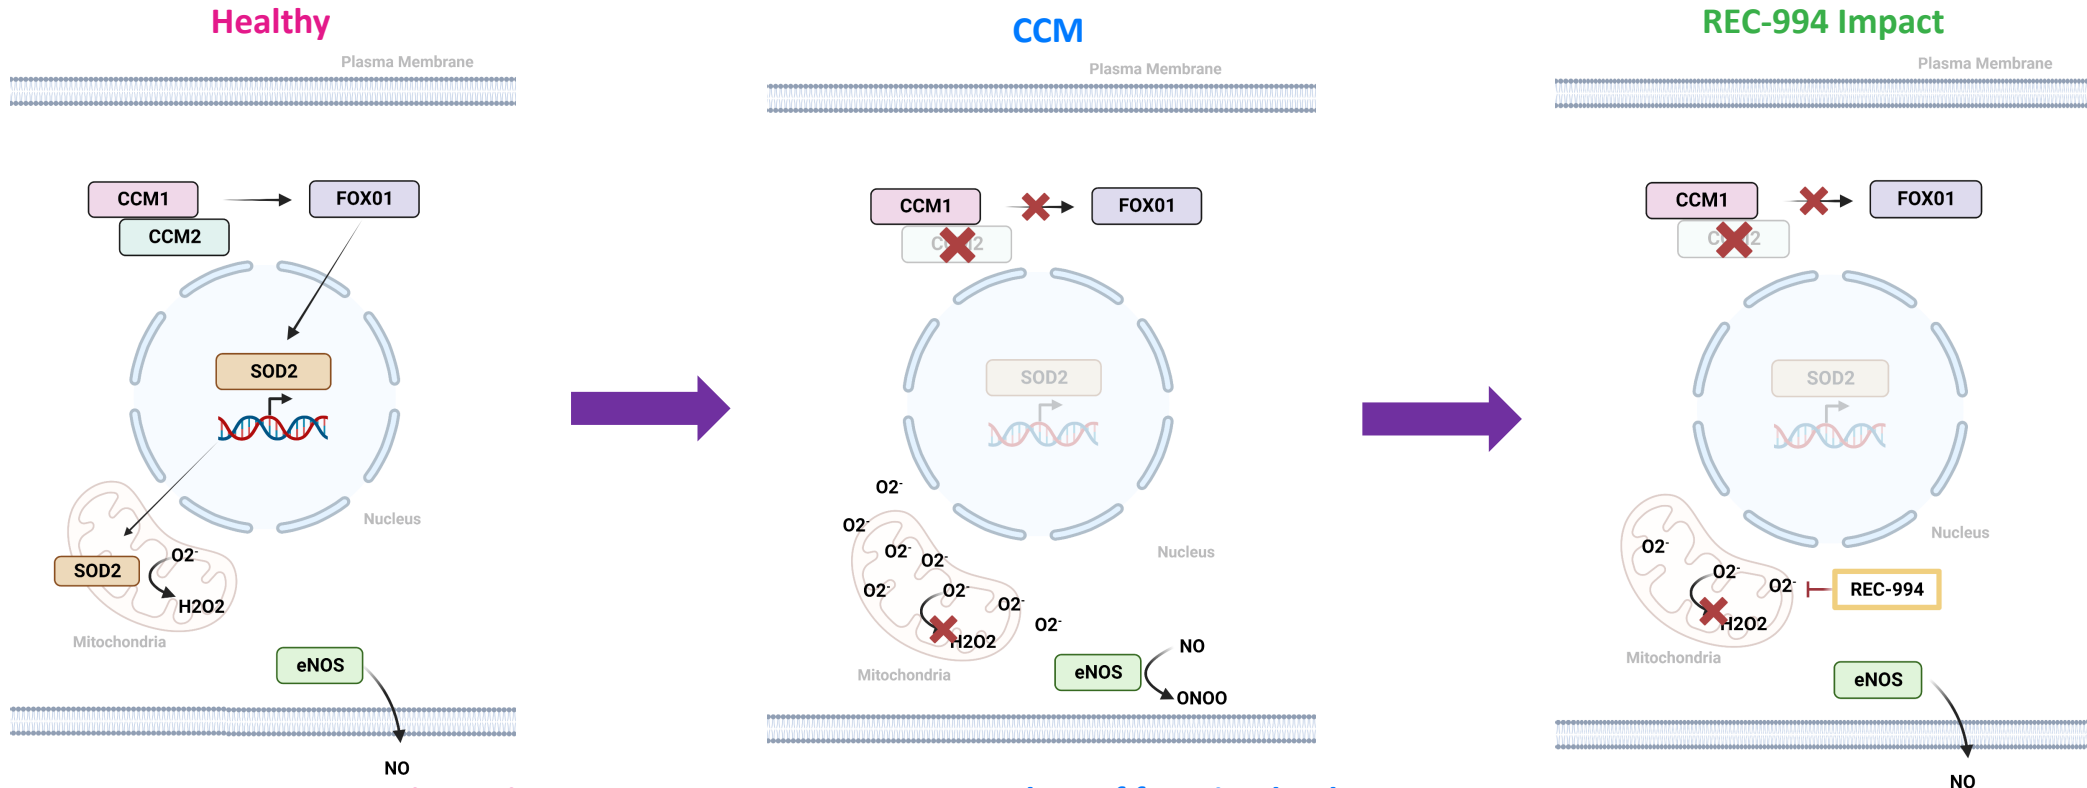 Healthy
Plasma Membrane
CCM1
FOX01
CCM2
SOD2
Nucleus
O2-
SOD2
H2O2
Mitochondria
eNOS
NO
CCM
Plasma Membrane
CCM1
FOX01
SOD2
O2-
O2-
Nucleus
O2-
O2-
O2-
O2-
O2-
O2-
H2O2
NO
Mitochondria
eNOS
ONOO
REC-994 Impact
Plasma Membrane
CCM1
FOX01
SOD2
Nucleus
O2-
O2-
O2-
REC-994
H2O2
Mitochondria
eNOS
NO